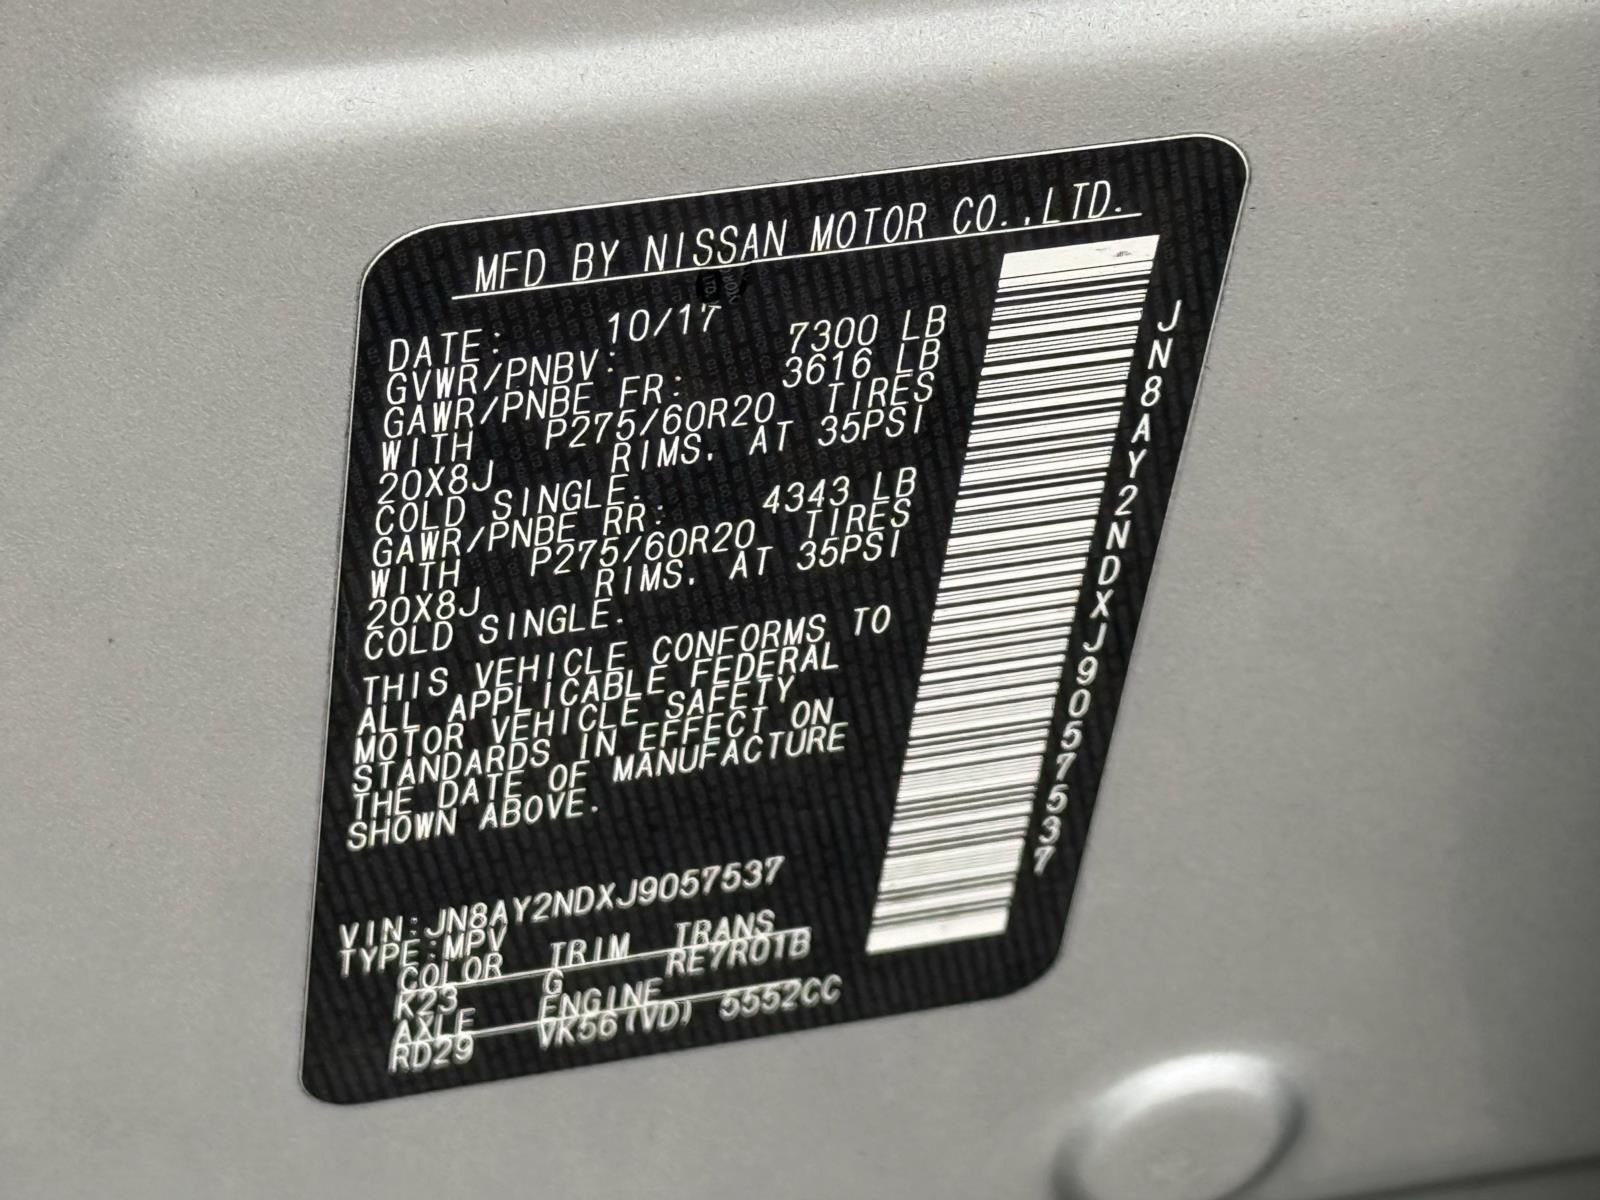 MFD BY NISSAN MOTOR CO.,LTD.
DATE: 10/17
GVWR/PNBV: 7300 LB
GAWR/PNBE FR: 3616 LB
WITH P275/60R20 TIRES
20X8J RIMS. AT 35PSI
COLD SINGLE.
GAWR/PNBE RR: 4343 LB
WITH P275/60R20 TIRES
20X8J RIMS. AT 35PSI
COLD SINGLE.
THIS VEHICLE CONFORMS TO
ALL APPLICABLE FEDERAL
MOTOR VEHICLE SAFETY
STANDARDS IN EFFECT ON
THE DATE OF MANUFACTURE
SHOWN ABOVE.
VIN:JN8AY2NDXJ9057537
TYPE:MPV
COLOR TRIM TRANS
K23 G RE7R01B
AXLE ENGINE
RD29 VK56(VD) 5552CC
JN8AY2NDXJ9057537